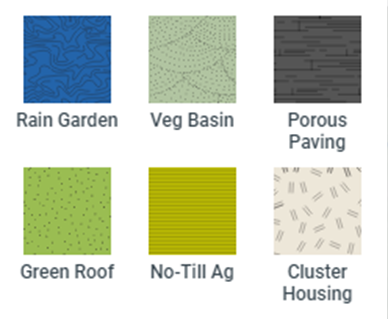 Rain Garden
Veg Basin
Porous
Paving
Green Roof
No-Till Ag
Cluster
Housing